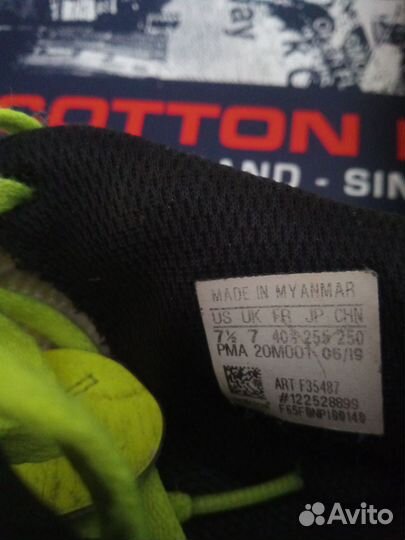 COTTON
AND - SIN
MADE IN MYANMAR
US UK FR JP CHN
7½ 7 40⅔ 255 250
PMA 20M001 06/19
ART F35487
#122528899
Avito